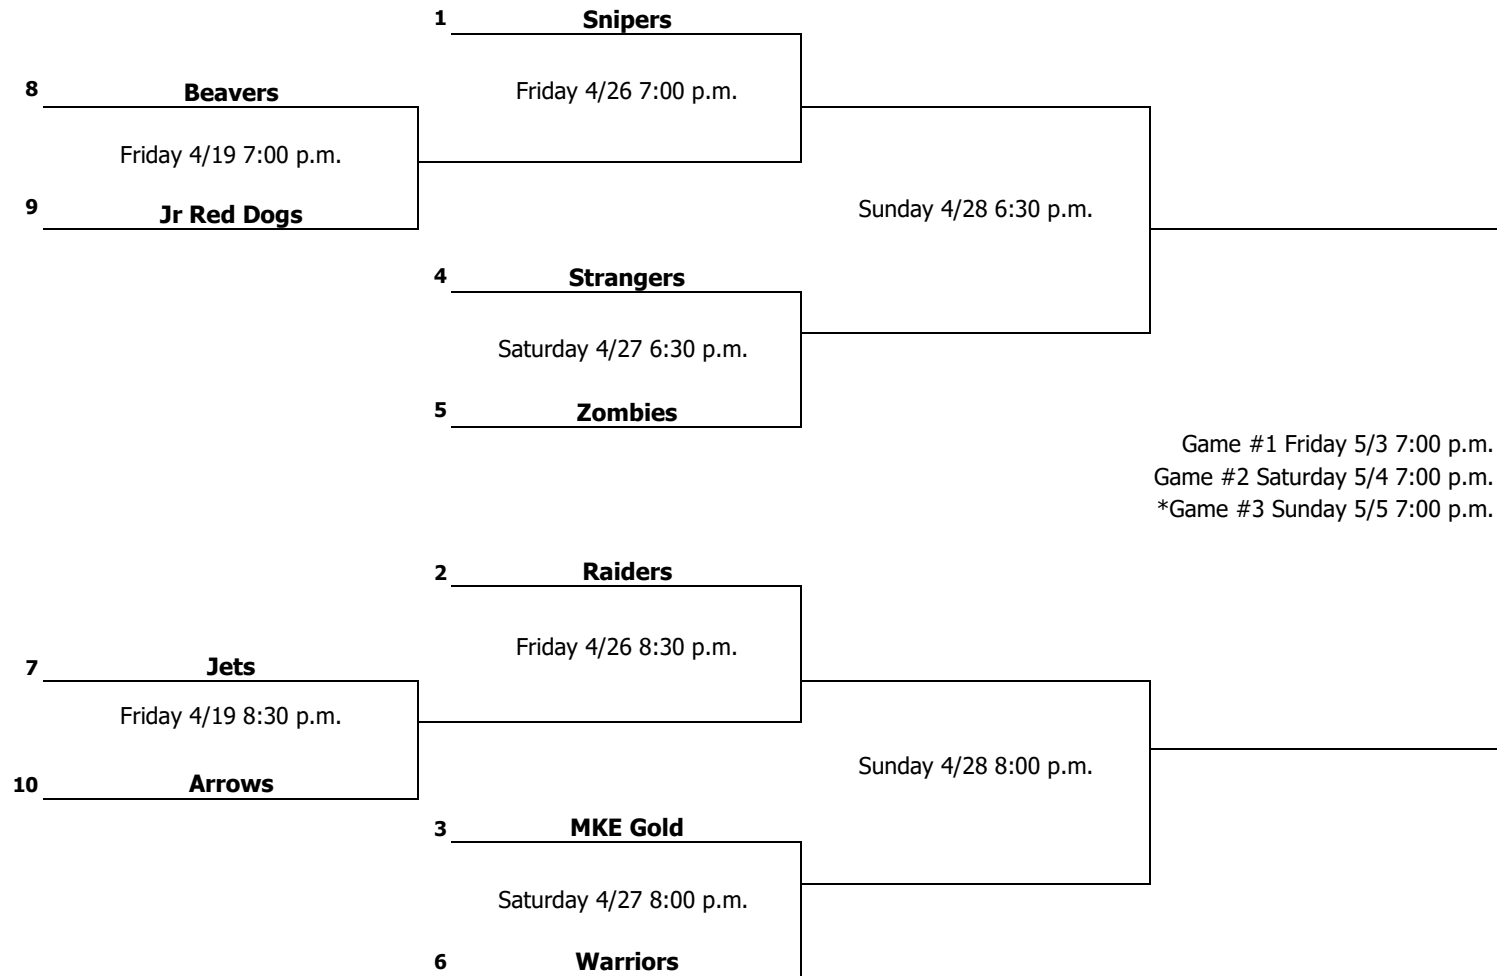 1 Snipers
Friday 4/26 7:00 p.m.
8 Beavers
Friday 4/19 7:00 p.m.
9 Jr Red Dogs
Sunday 4/28 6:30 p.m.
4 Strangers
Saturday 4/27 6:30 p.m.
5 Zombies
Game #1 Friday 5/3 7:00 p.m.
Game #2 Saturday 5/4 7:00 p.m.
*Game #3 Sunday 5/5 7:00 p.m.
2 Raiders
Friday 4/26 8:30 p.m.
7 Jets
Friday 4/19 8:30 p.m.
10 Arrows
Sunday 4/28 8:00 p.m.
3 MKE Gold
Saturday 4/27 8:00 p.m.
6 Warriors